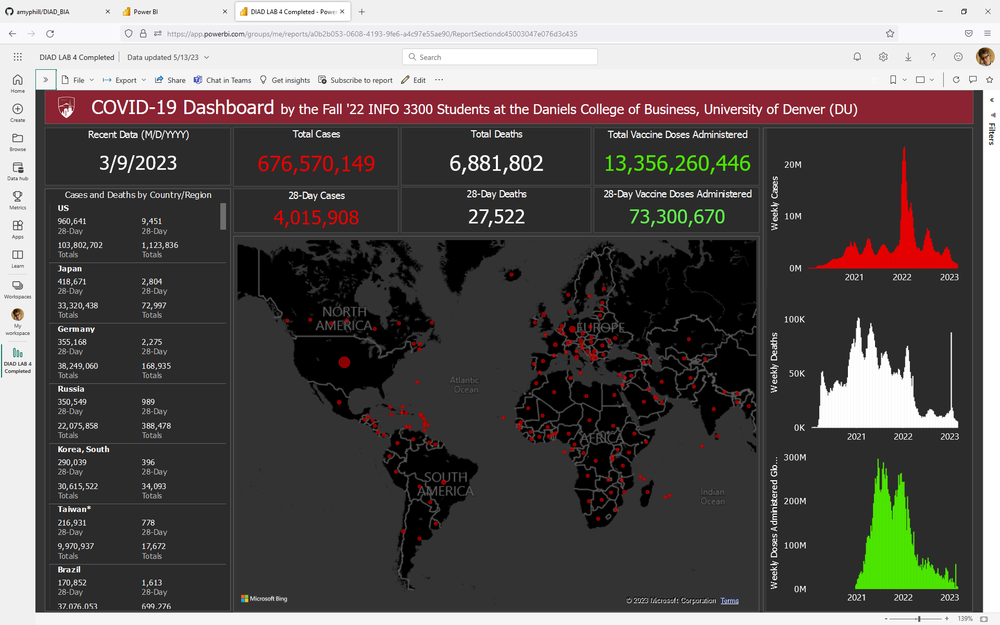 amyphill/DIAD_BIA
Power BI
DIAD LAB 4 Completed - Power
https://app.powerbi.com/groups/me/reports/a0b2b053-0608-4193-9fe6-a4c97e55ae90/ReportSectiondc45003047e076d3c435
DIAD LAB 4 Completed
Data updated 5/13/23
Search
File
Export
Share
Chat in Teams
Get insights
Subscribe to report
Edit
Home
Create
Browse
Data hub
Metrics
Apps
Learn
Workspaces
My
workspace
DIAD LAB 4
Completed
COVID-19 Dashboard by the Fall '22 INFO 3300 Students at the Daniels College of Business, University of Denver (DU)
Filters
Recent Data (M/D/YYYY)
3/9/2023
Total Cases
676,570,149
Total Deaths
6,881,802
Total Vaccine Doses Administered
13,356,260,446
28-Day Cases
4,015,908
28-Day Deaths
27,522
28-Day Vaccine Doses Administered
73,300,670
Cases and Deaths by Country/Region
US
960,641 9,451
28-Day 28-Day
103,802,702 1,123,836
Totals Totals
Japan
418,671 2,804
28-Day 28-Day
33,320,438 72,997
Totals Totals
Germany
355,168 2,275
28-Day 28-Day
38,249,060 168,935
Totals Totals
Russia
350,549 989
28-Day 28-Day
22,075,858 388,478
Totals Totals
Korea, South
290,039 396
28-Day 28-Day
30,615,522 34,093
Totals Totals
Taiwan*
216,931 778
28-Day 28-Day
9,970,937 17,672
Totals Totals
Brazil
170,852 1,613
28-Day 28-Day
37,076,053 699,276
NORTH
AMERICA
EUROPE
Atlantic
Ocean
AFRICA
SOUTH
AMERICA
Indian
Ocean
Microsoft Bing
© 2023 Microsoft Corporation Terms
Weekly Cases
20M
10M
0M
2021 2022 2023
Weekly Deaths
100K
50K
0K
2021 2022 2023
Weekly Doses Administered Glo...
300M
200M
100M
0M
2021 2022 2023
139%